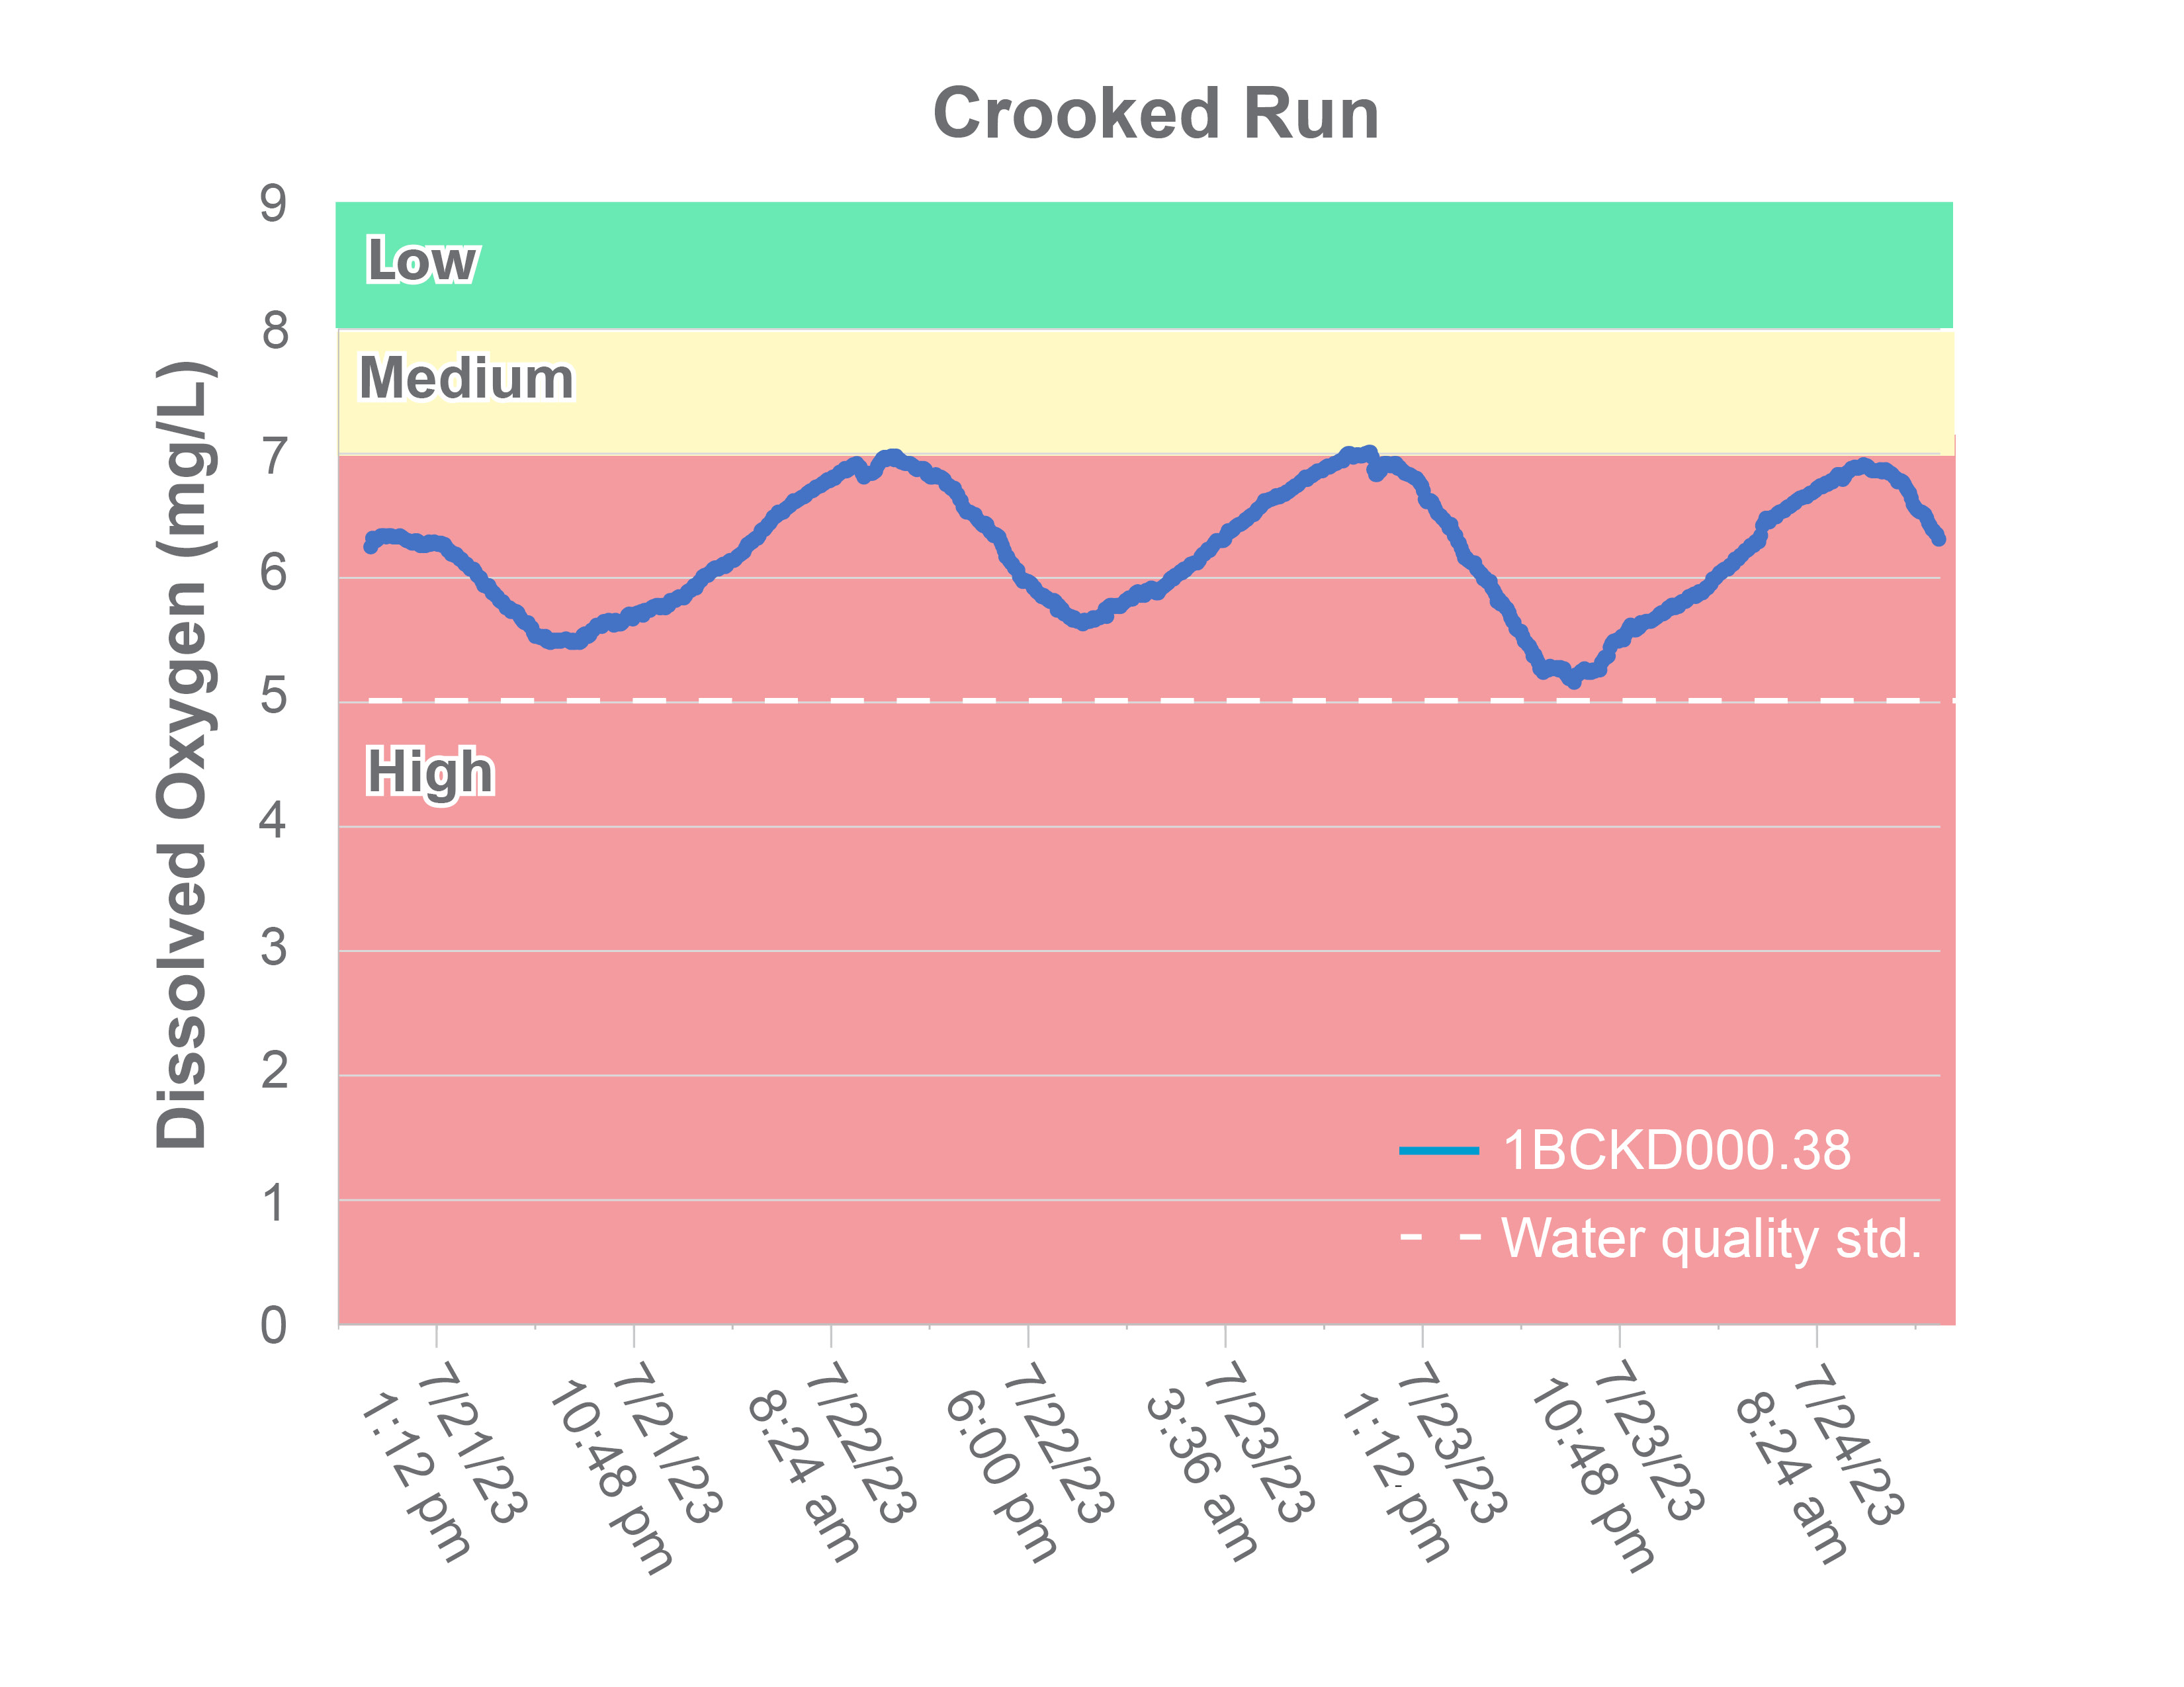 Crooked Run
Dissolved Oxygen (mg/L)
9
8
7
6
5
4
3
2
1
0
Low
Medium
High
1BCKD000.38
Water quality std.
7/21/23
1:12 pm
7/21/23
10:48 pm
7/22/23
8:24 am
7/22/23
6:00 pm
7/23/23
3:36 am
7/23/23
1:12 pm
7/23/23
10:48 pm
7/24/23
8:24 am